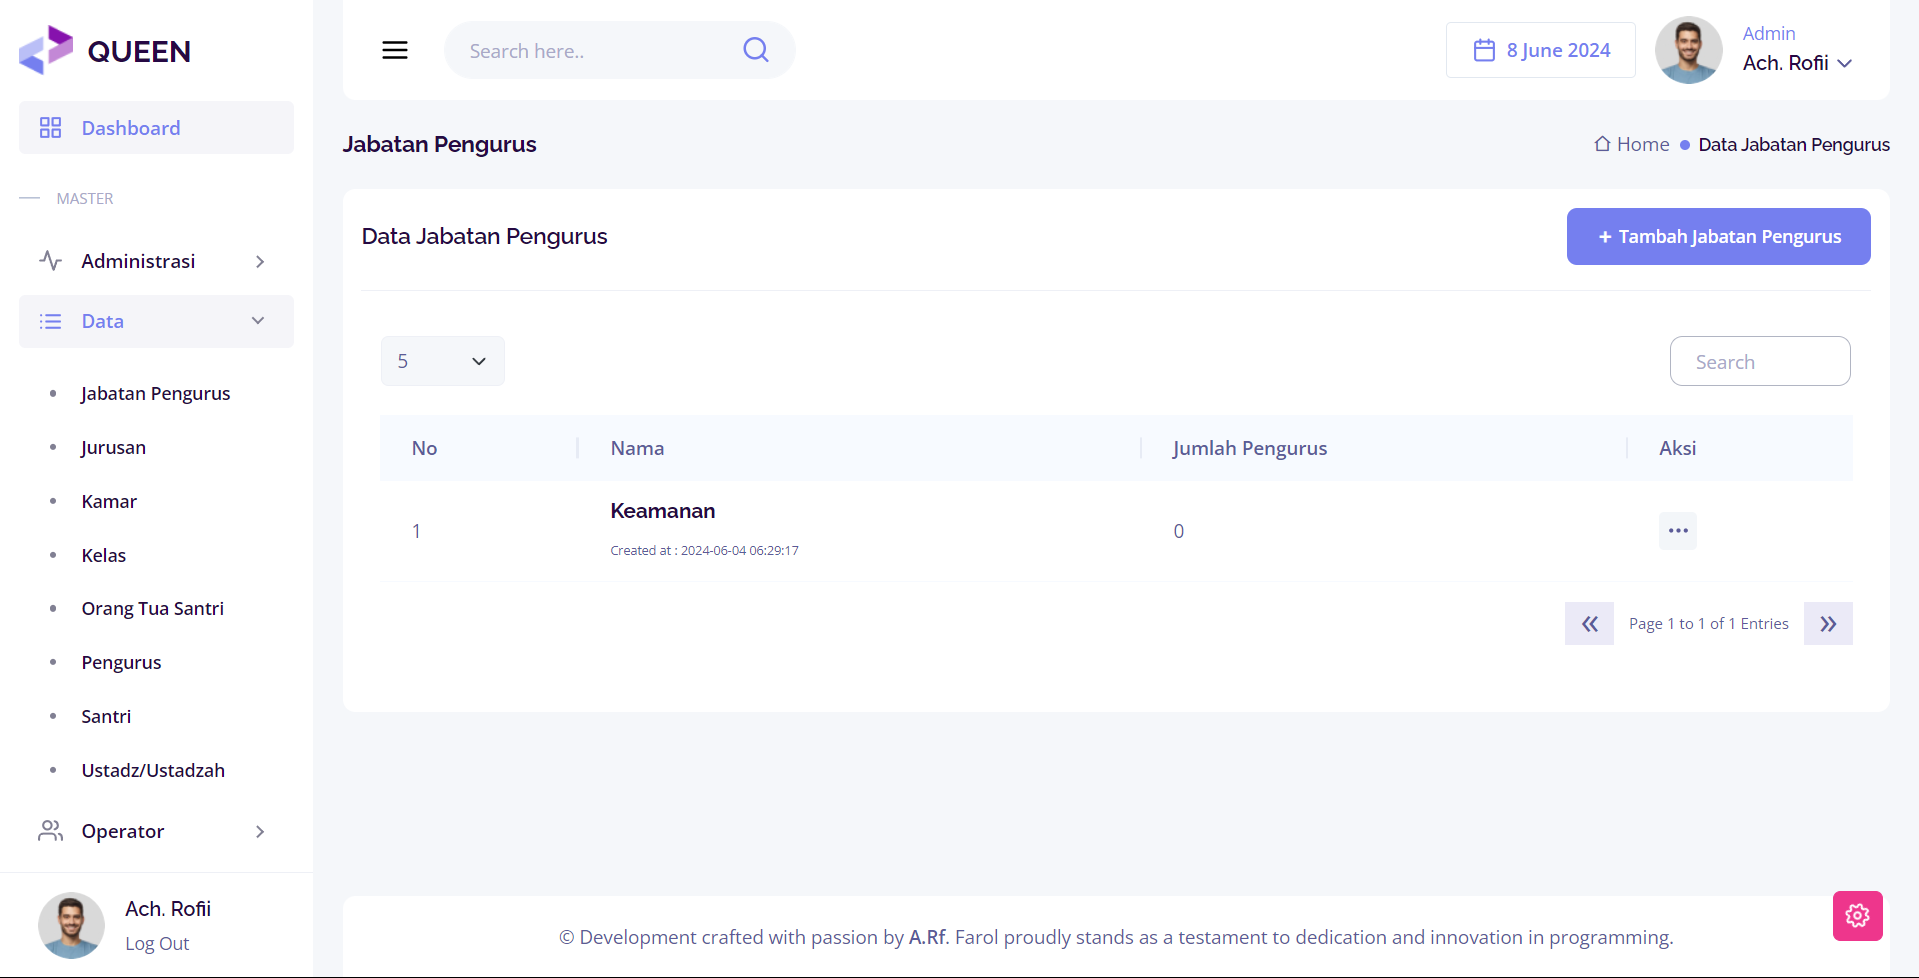 QUEEN
Search here..
8 June 2024
Admin
Ach. Rofii
Dashboard
MASTER
Administrasi
Data
Jabatan Pengurus
Jurusan
Kamar
Kelas
Orang Tua Santri
Pengurus
Santri
Ustadz/Ustadzah
Operator
Ach. Rofii
Log Out
Jabatan Pengurus
Home
Data Jabatan Pengurus
Data Jabatan Pengurus
+ Tambah Jabatan Pengurus
5
Search
No Nama Jumlah Pengurus Aksi
1 Keamanan 0
Created at : 2024-06-04 06:29:17
Page 1 to 1 of 1 Entries
© Development crafted with passion by A.Rf. Farol proudly stands as a testament to dedication and innovation in programming.